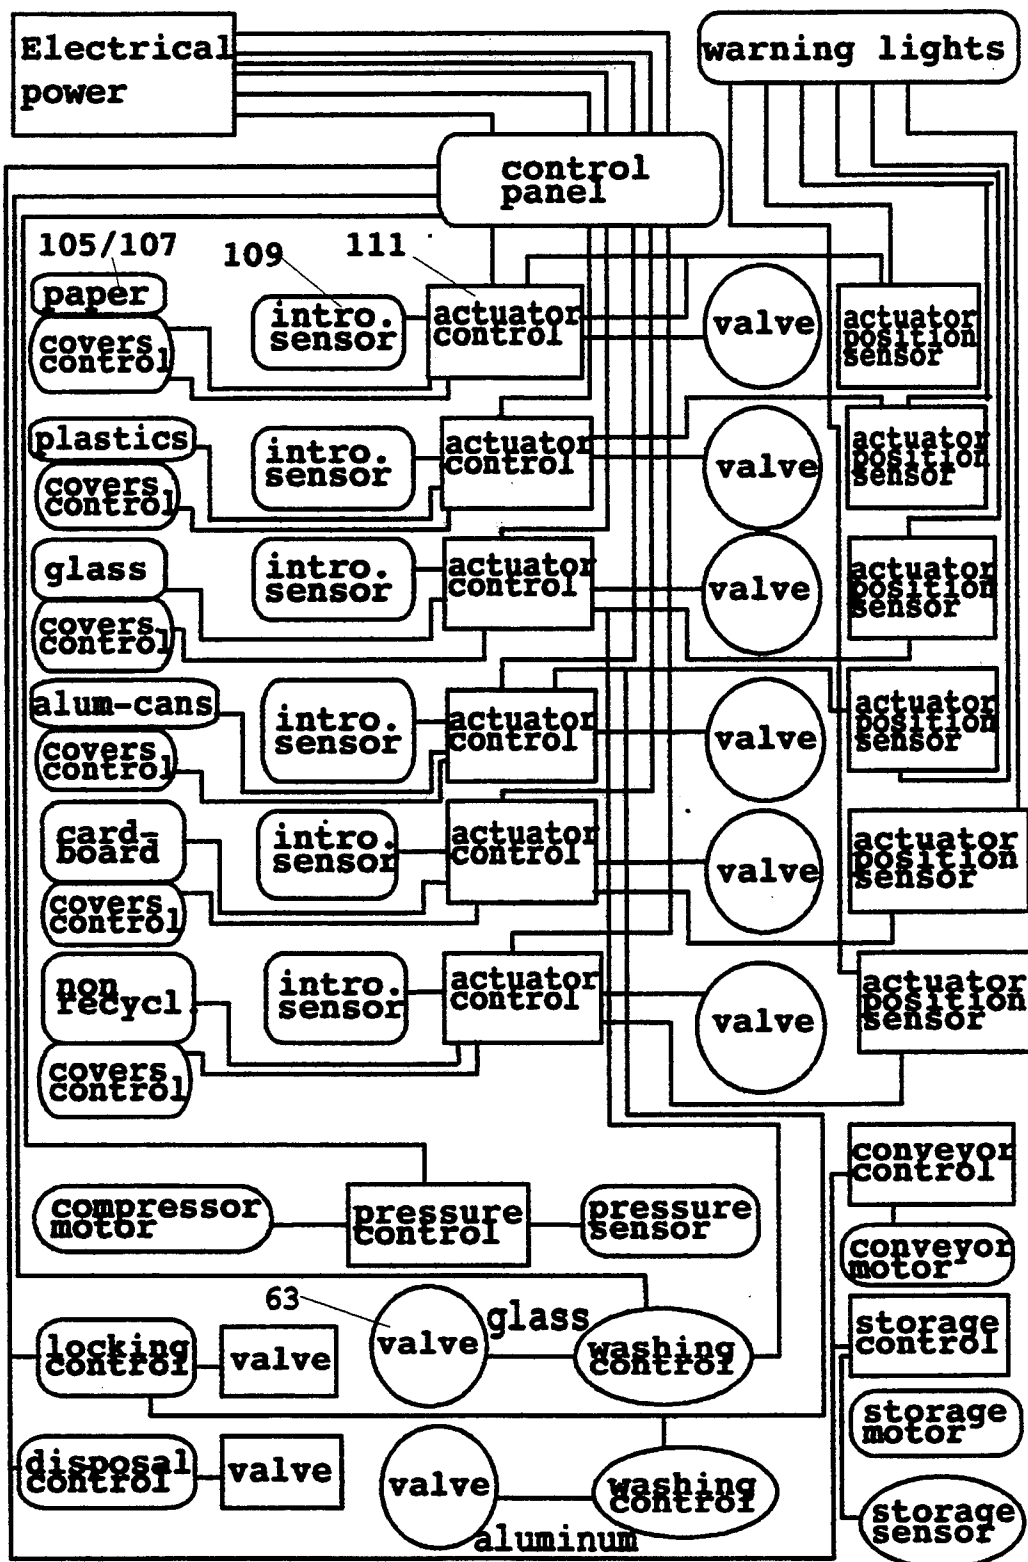 Electrical
power
warning lights
control
panel
105/107
109
111
paper
covers
control
intro.
sensor
actuator
control
valve
actuator
position
sensor
plastics
covers
control
intro.
sensor
actuator
control
valve
actuator
position
sensor
glass
covers
control
intro.
sensor
actuator
control
valve
actuator
position
sensor
alum-cans
covers
control
intro.
sensor
actuator
control
valve
actuator
position
sensor
card-
board
covers
control
intro.
sensor
actuator
control
valve
actuator
position
sensor
non
recycl.
covers
control
intro.
sensor
actuator
control
valve
actuator
position
sensor
compressor
motor
pressure
control
pressure
sensor
conveyor
control
conveyor
motor
63
locking
control
valve
valve
glass
washing
control
storage
control
storage
motor
disposal
control
valve
valve
aluminum
washing
control
storage
sensor